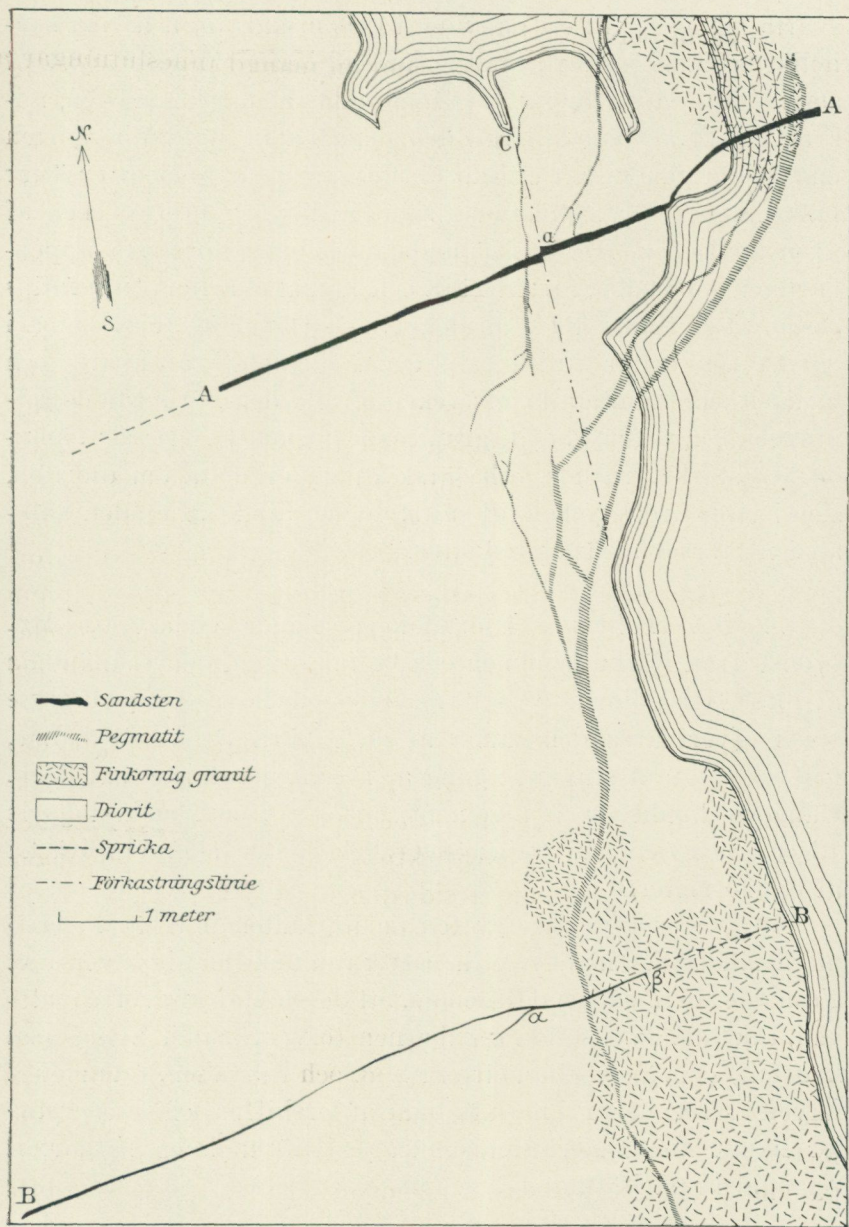 N.
S
A
C
a
A
Sandsten
Pegmatit
Finkornig granit
Diorit
Spricka
Förkastningslinie
1 meter
B
β
α
B